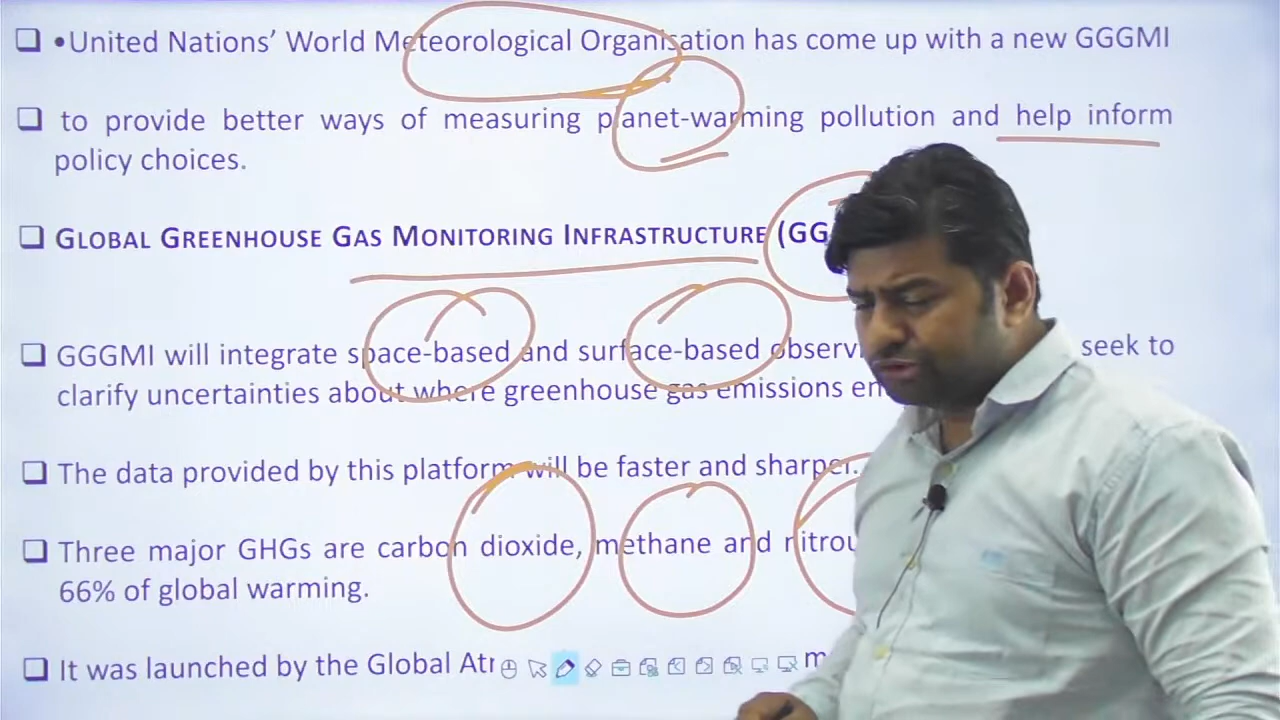 •United Nations’ World Meteorological Organisation has come up with a new GGGMI
to provide better ways of measuring planet-warming pollution and help inform
policy choices.
GLOBAL GREENHOUSE GAS MONITORING INFRASTRUCTURE (GG
GGGMI will integrate space-based and surface-based observ seek to
clarify uncertainties about where greenhouse gas emissions en
The data provided by this platform will be faster and sharper.
Three major GHGs are carbon dioxide, methane and nitrou
66% of global warming.
It was launched by the Global At m